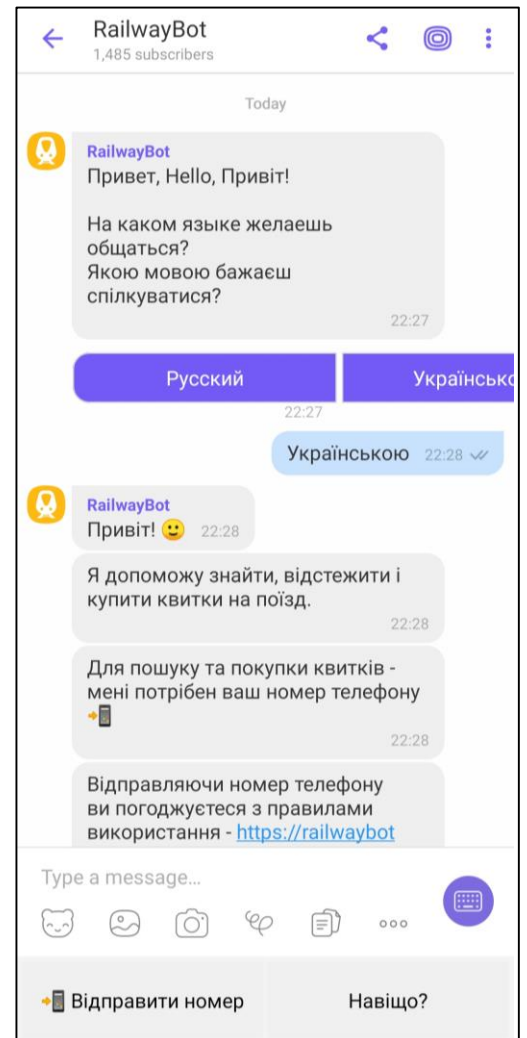 RailwayBot
1,485 subscribers
Today
RailwayBot
Привет, Hello, Привіт!
На каком языке желаешь
общаться?
Якою мовою бажаєш
спілкуватися?
22:27
Русский
Українсько
22:27
Українською 22:28
RailwayBot
Привіт! 22:28
Я допоможу знайти, відстежити і
купити квитки на поїзд.
22:28
Для пошуку та покупки квитків -
мені потрібен ваш номер телефону
22:28
Відправляючи номер телефону
ви погоджуєтеся з правилами
використання - https://railwaybot
Type a message...
Відправити номер
Навіщо?